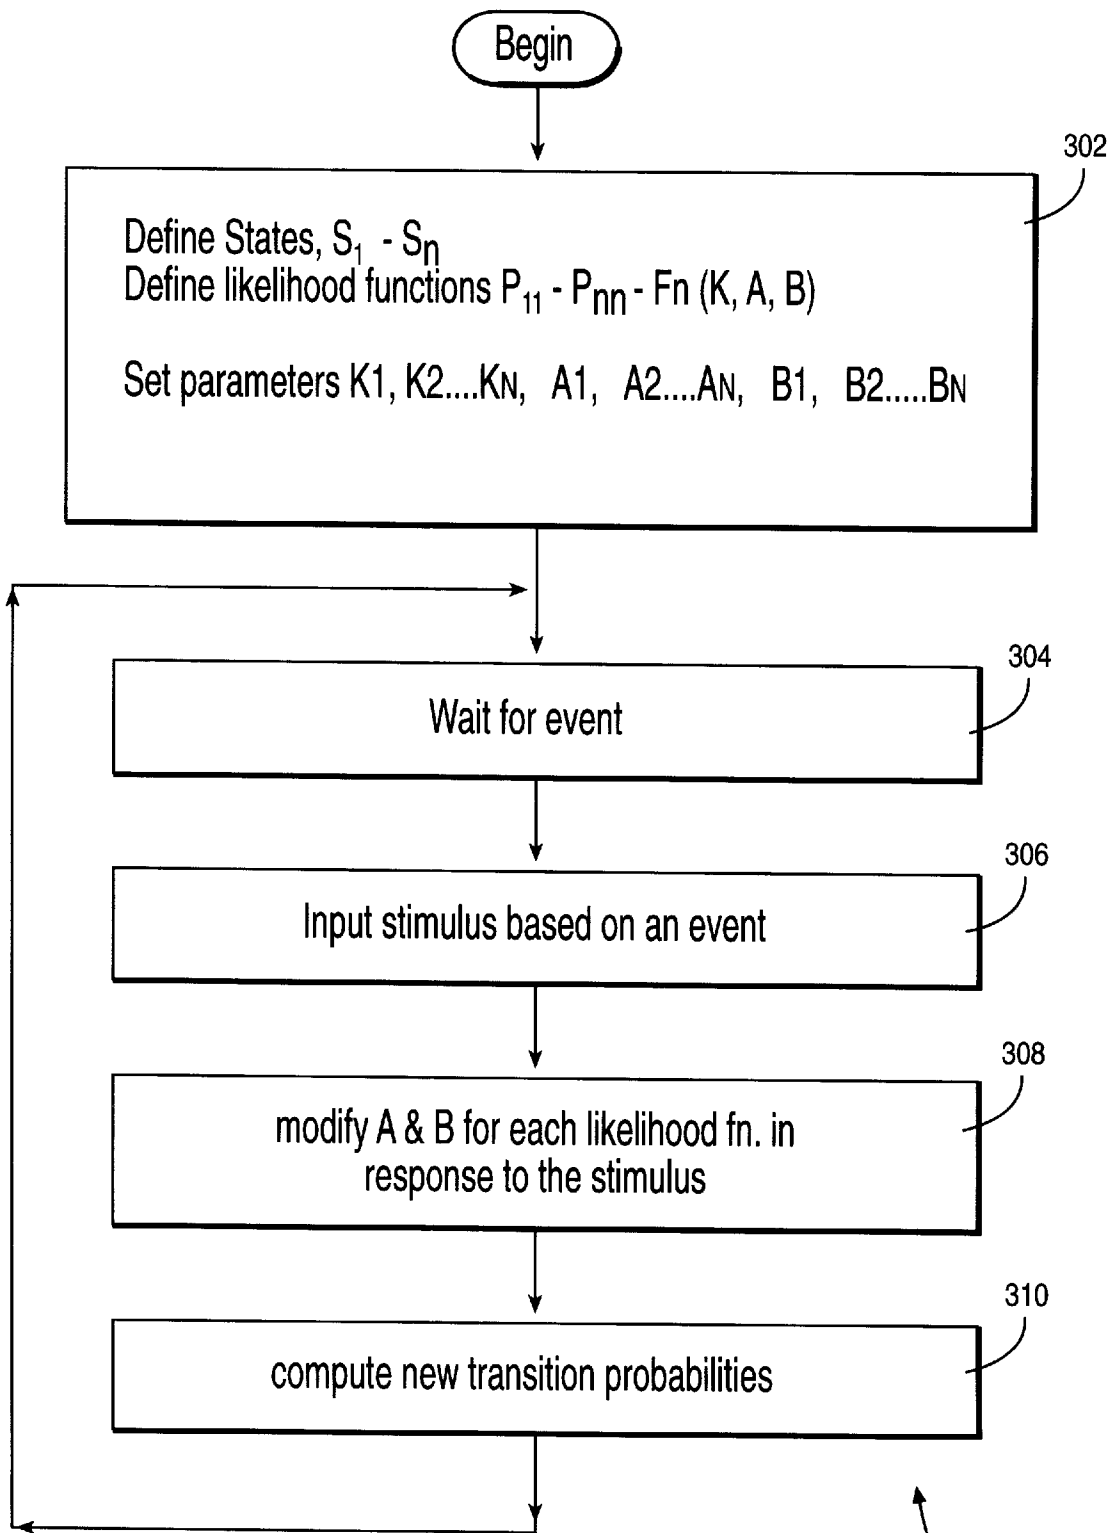 Begin
302
Define States, S₁ - Sn
Define likelihood functions P₁₁ - Pnn - Fn (K, A, B)
Set parameters K1, K2....KN, A1, A2....AN, B1, B2.....BN
304
Wait for event
306
Input stimulus based on an event
308
modify A & B for each likelihood fn. in
response to the stimulus
310
compute new transition probabilities